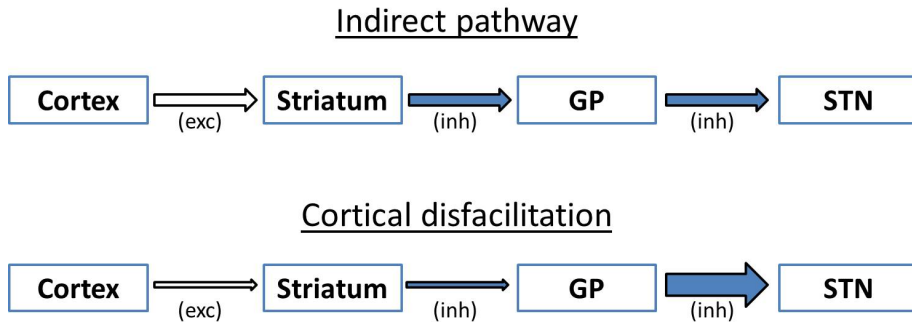 Indirect pathway
Cortex Striatum GP STN
(exc) (inh) (inh)
Cortical disfacilitation
Cortex Striatum GP STN
(exc) (inh) (inh)